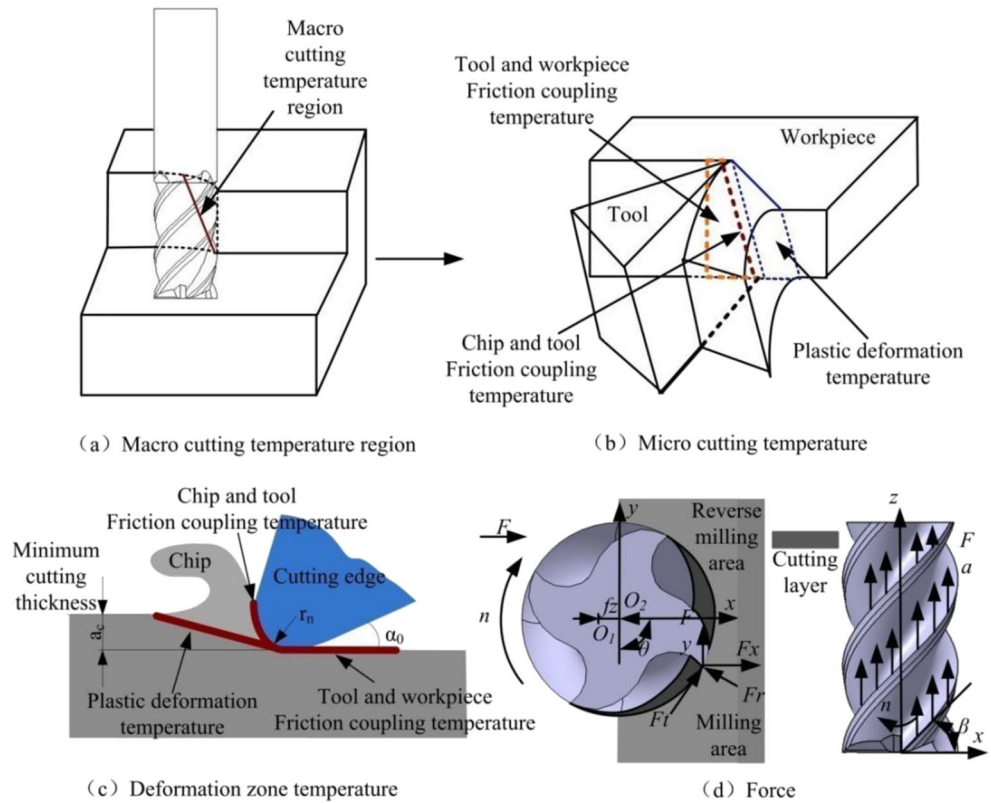 Macro
cutting
temperature
region
(a) Macro cutting temperature region
Tool and workpiece
Friction coupling
temperature
Workpiece
Tool
Chip and tool
Friction coupling
temperature
Plastic deformation
temperature
(b) Micro cutting temperature
Chip and tool
Friction coupling temperature
Minimum
cutting
thickness
Chip
Cutting edge
rn
ac
α0
Plastic deformation
temperature
Tool and workpiece
Friction coupling temperature
(c) Deformation zone temperature
F
n
y
Reverse
milling
area
fz
O2
O1
θ
F
y
x
Fx
Fr
Ft
Milling
area
Cutting
layer
z
F
a
n
β
x
(d) Force